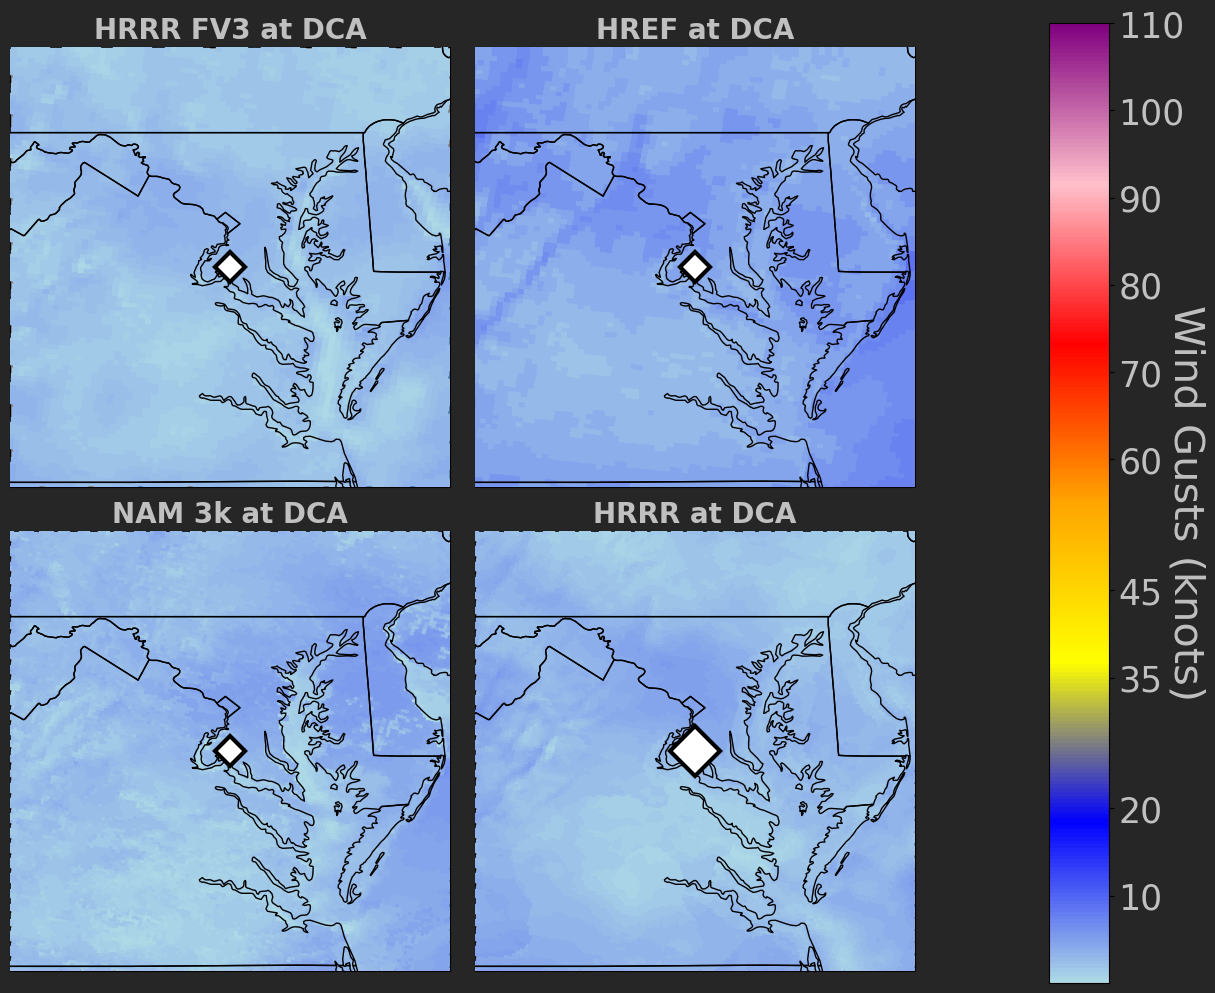 HRRR FV3 at DCA
HREF at DCA
NAM 3k at DCA
HRRR at DCA
110
100
90
80
70
60
45
35
20
10
Wind Gusts (knots)